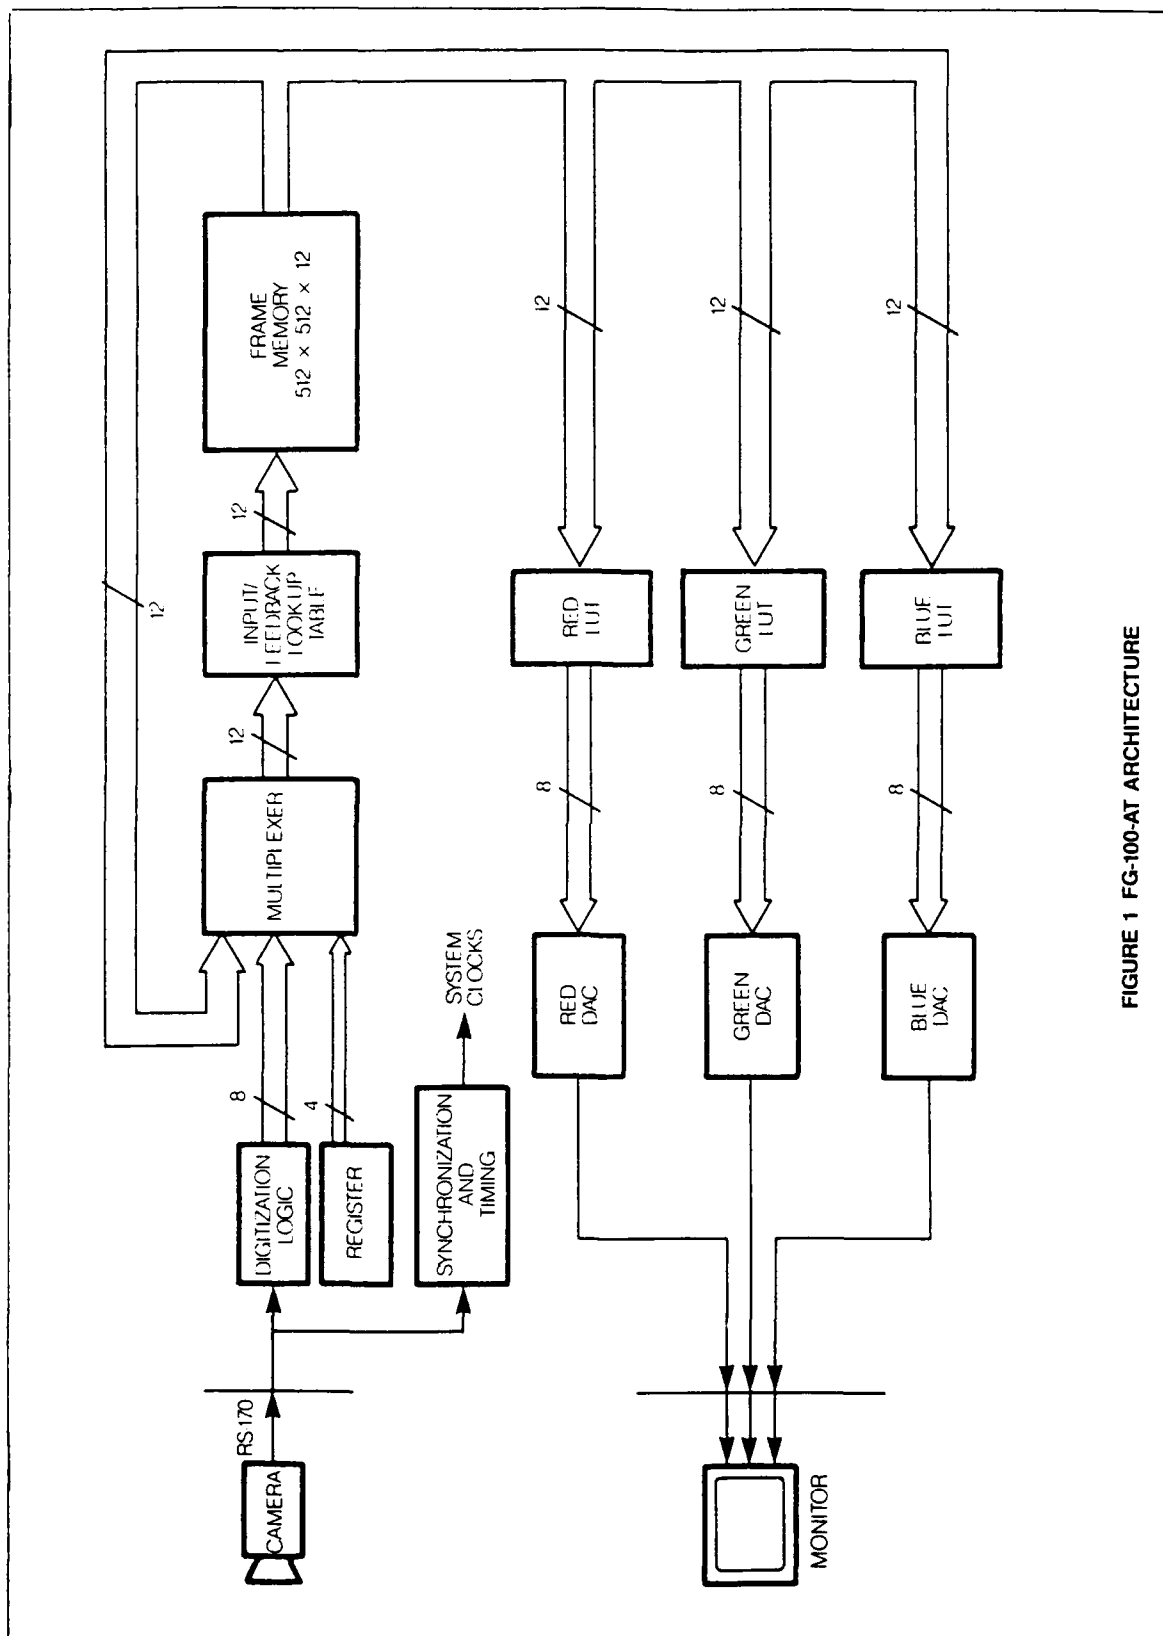 CAMERA
RS-170
DIGITIZATION
LOGIC
8
REGISTER
4
SYNCHRONIZATION
AND
TIMING
SYSTEM
CLOCKS
MULTIPLEXER
12
INPUT/
FEEDBACK
LOOKUP
TABLE
12
FRAME
MEMORY
512 × 512 × 12
12
MONITOR
RED
DAC
8
RED
LUT
12
GREEN
DAC
8
GREEN
LUT
12
BLUE
DAC
8
BLUE
LUT
12
FIGURE 1 FG-100-AT ARCHITECTURE